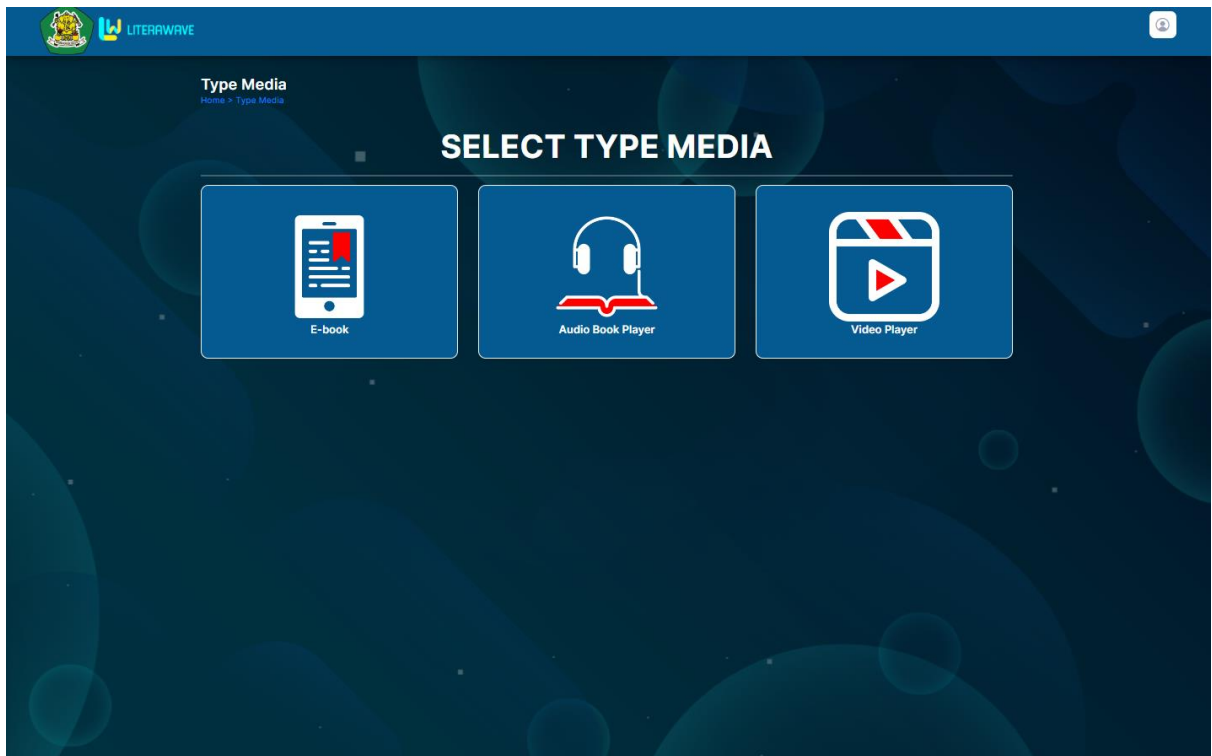 LITERAWAVE
Type Media
Home > Type Media
SELECT TYPE MEDIA
E-book
Audio Book Player
Video Player